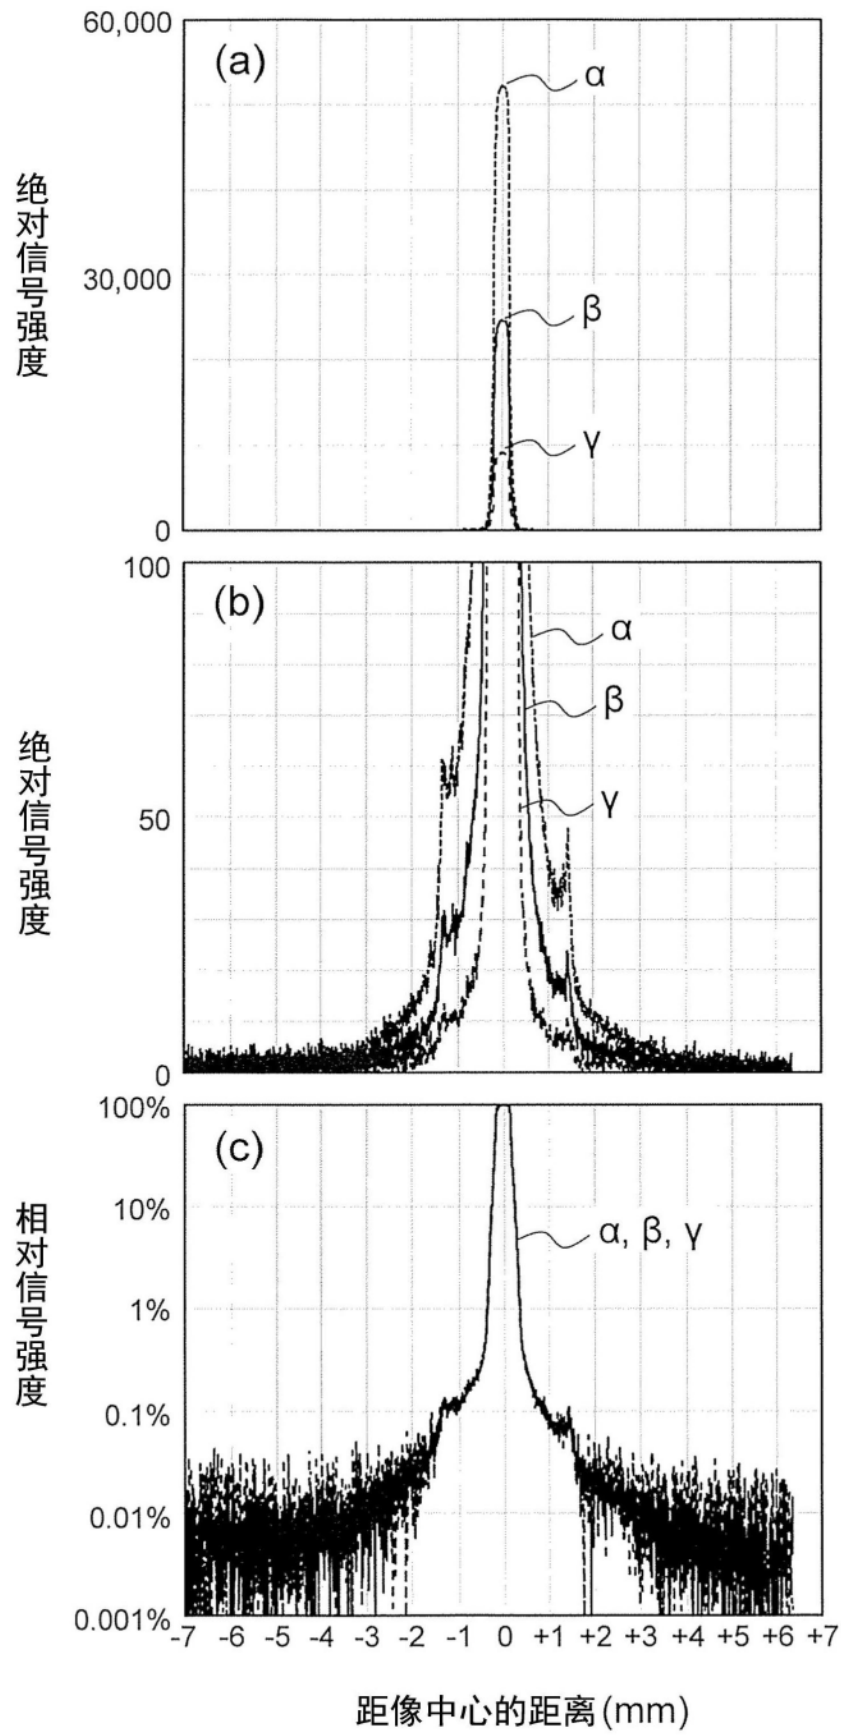 60,000
(a)
α
绝对信号强度
30,000
β
γ
0
100
(b)
α
β
绝对信号强度
50
γ
0
100%
(c)
10%
α, β, γ
相对信号强度
1%
0.1%
0.01%
0.001%
-7 -6 -5 -4 -3 -2 -1 0 +1 +2 +3 +4 +5 +6 +7
距像中心的距离(mm)